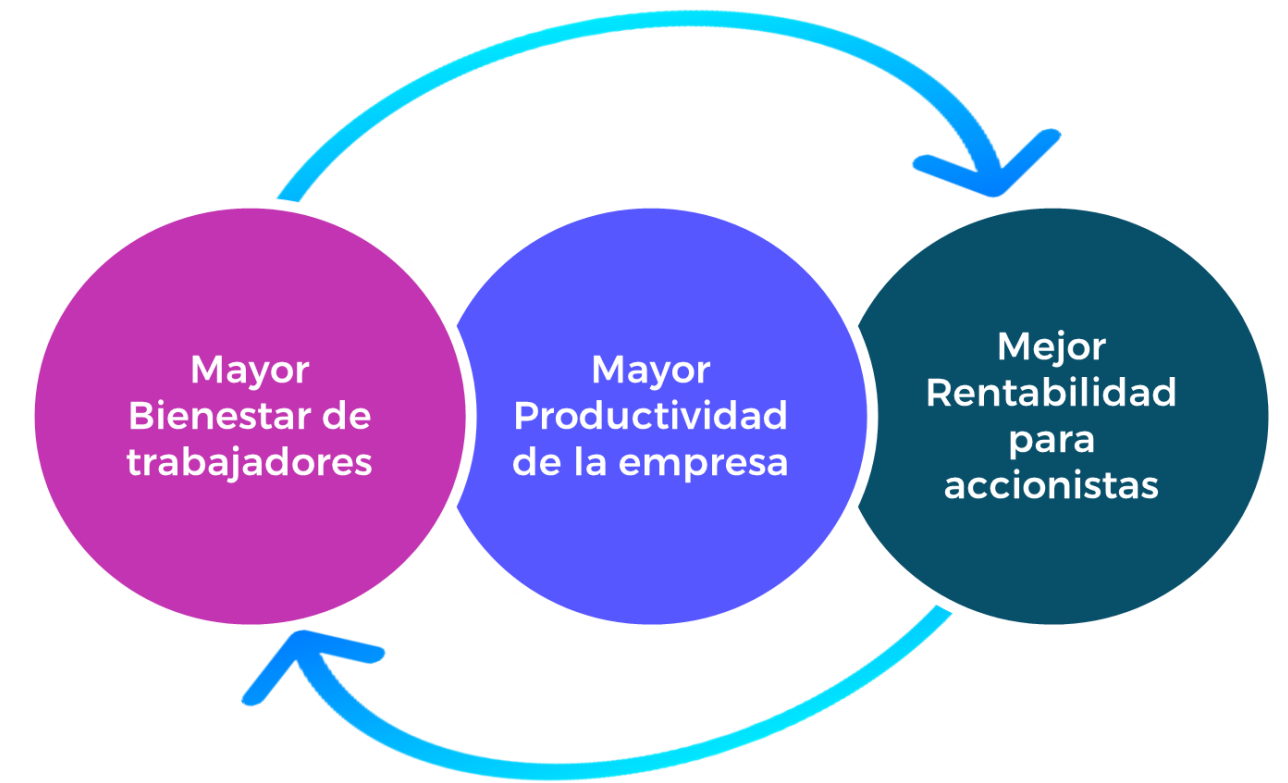 Mayor
Bienestar de
trabajadores
Mayor
Productividad
de la empresa
Mejor
Rentabilidad
para
accionistas